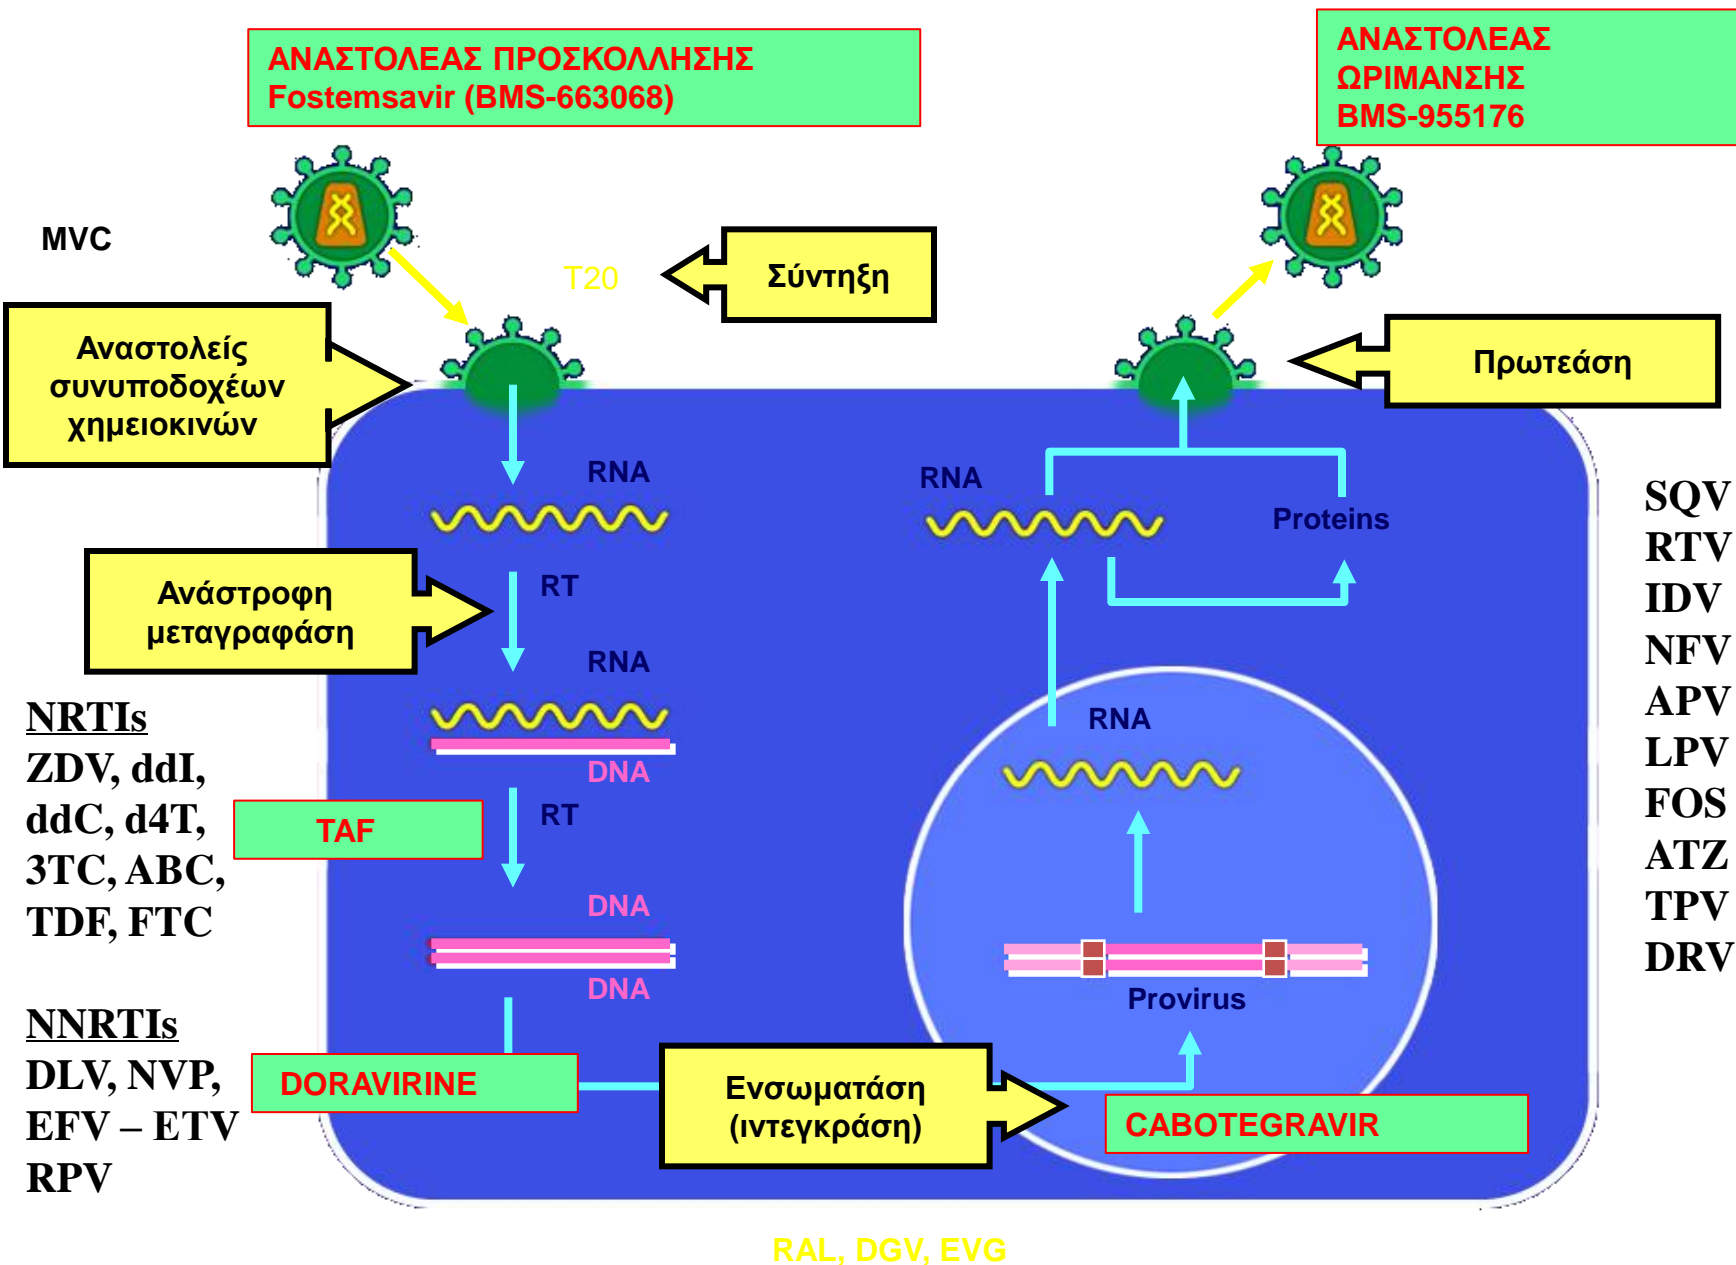 ΑΝΑΣΤΟΛΕΑΣ ΠΡΟΣΚΟΛΛΗΣΗΣ
Fostemsavir (BMS-663068)
ΑΝΑΣΤΟΛΕΑΣ
ΩΡΙΜΑΝΣΗΣ
BMS-955176
MVC
T20
Σύντηξη
Αναστολείς
συνυποδοχέων
χημειοκινών
Πρωτεάση
RNA
RNA
Proteins
SQV
RTV
IDV
NFV
APV
LPV
FOS
ATZ
TPV
DRV
Ανάστροφη
μεταγραφάση
RT
RNA
DNA
RNA
NRTIs
ZDV, ddI,
ddC, d4T,
3TC, ABC,
TDF, FTC
TAF
RT
DNA
DNA
Provirus
NNRTIs
DLV, NVP,
EFV – ETV
RPV
DORAVIRINE
Ενσωματάση
(ιντεγκράση)
CABOTEGRAVIR
RAL, DGV, EVG